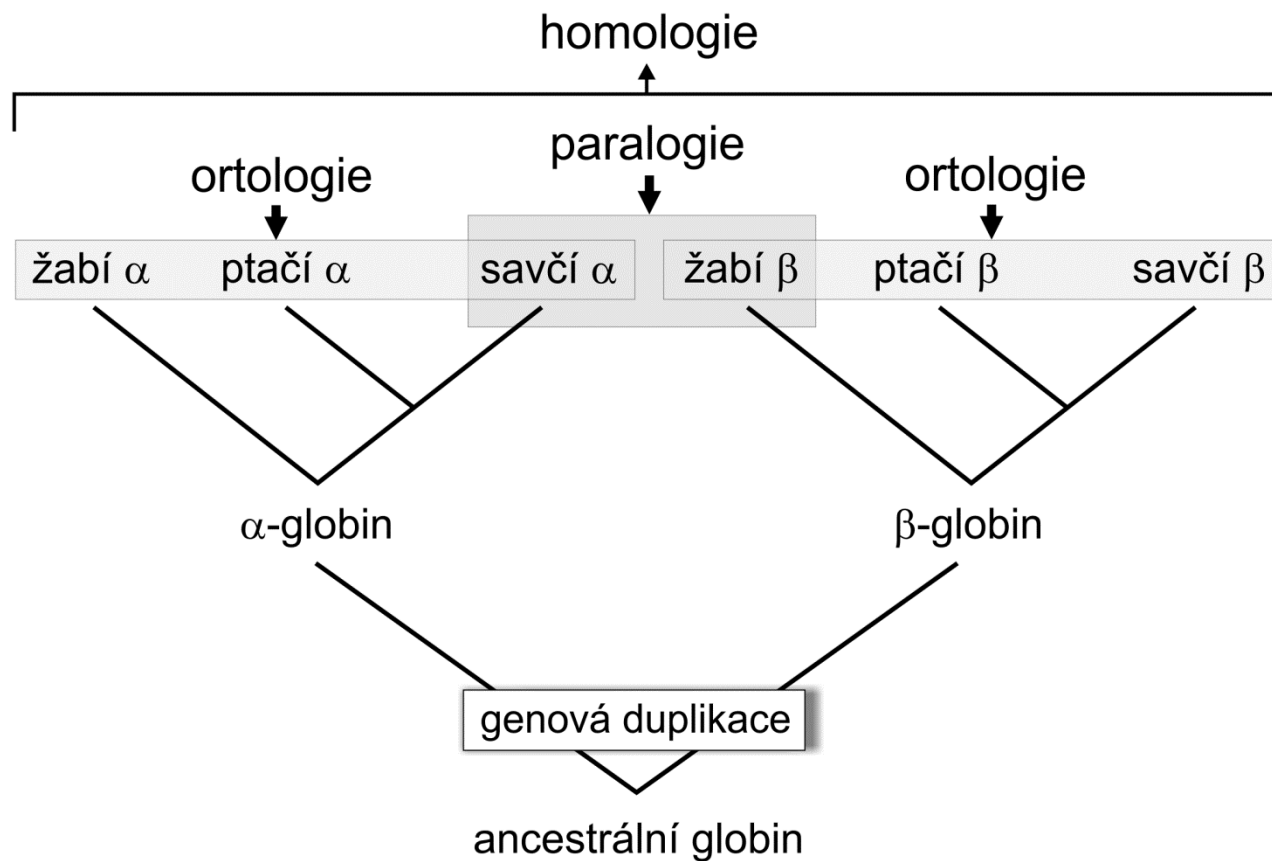 homologie
paralogie
ortologie
ortologie
žabí α ptačí α savčí α žabí β ptačí β savčí β
α-globin β-globin
genová duplikace
ancestrální globin